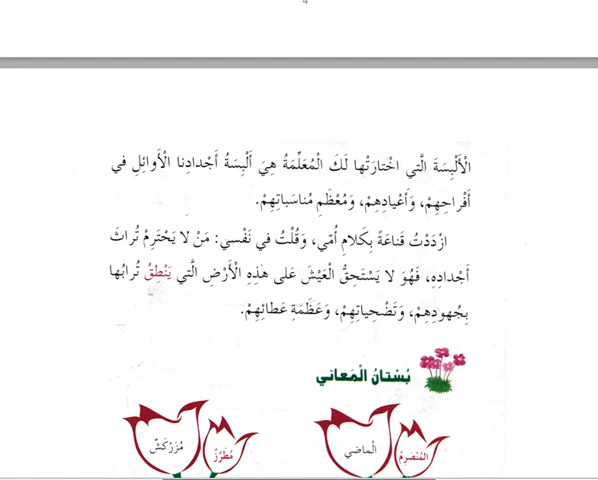 4
الْأَلْبِسَةَ الَّتي اخْتارَتْها لَكَ الْمُعَلِّمَةُ هِيَ أَلْبِسَةُ أَجْدادِنا الْأَوائِلِ في
أَفْراحِهِمْ، وَأَعْيادِهِمْ، وَمُعْظَمِ مُناسَباتِهِمْ.
ازْدَدْتُ قَناعَةً بِكَلامِ أُمّي، وَقُلْتُ في نَفْسي: مَنْ لا يَحْتَرِمْ تُراثَ
أَجْدادِهِ، فَهُوَ لا يَسْتَحِقُّ الْعَيْشَ عَلى هٰذِهِ الْأَرْضِ الَّتي يَنْطِقُ تُرابُها
بِجُهودِهِمْ، وَتَضْحِياتِهِمْ، وَعَظَمَةِ عَطائِهِمْ.
بُسْتانُ الْمَعاني
الْمُنْصَرِمُ
الْماضي
مُطَرَّزٌ
مُزَرْكَشٌ